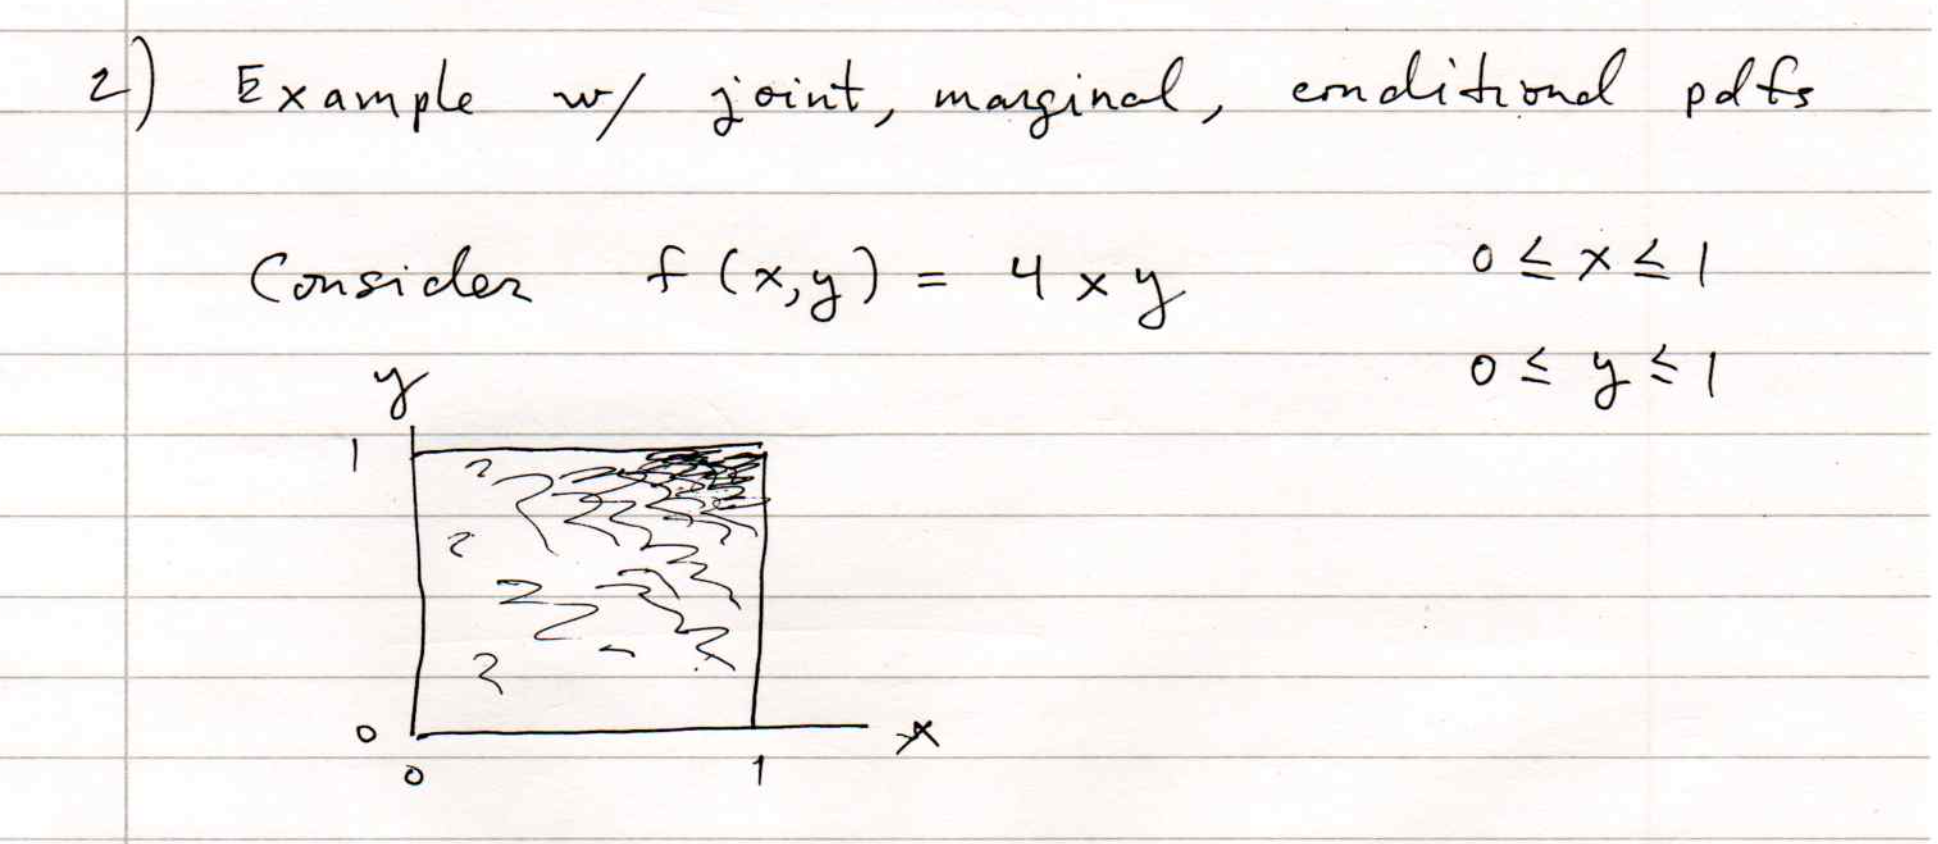 2) Example w/ joint, marginal, conditional pdfs
Consider f(x,y) = 4xy 0 ≤ x ≤ 1
0 ≤ y ≤ 1
y
1
0
x
0 1